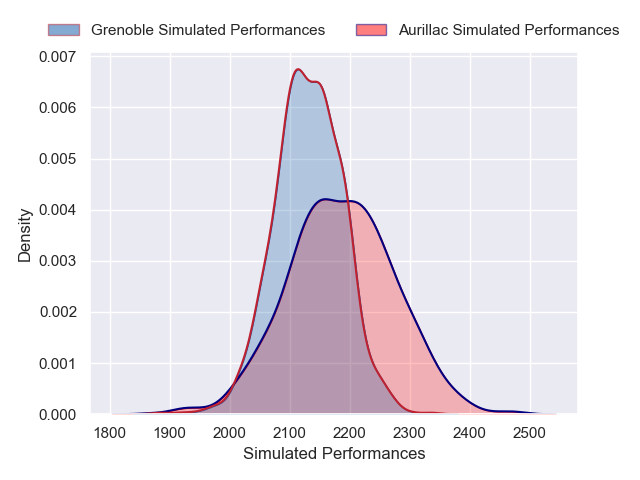 Grenoble Simulated Performances Aurillac Simulated Performances
0.007
0.006
0.005
0.004
0.003
0.002
0.001
0.000
Density
1800 1900 2000 2100 2200 2300 2400 2500
Simulated Performances